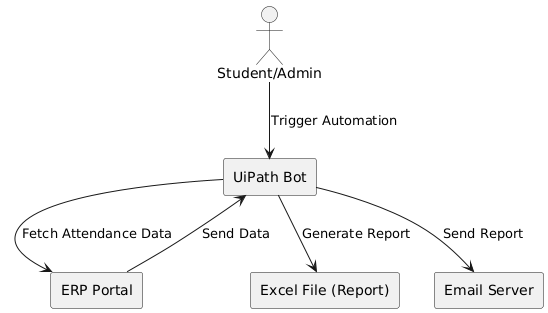 Student/Admin
Trigger Automation
UiPath Bot
Fetch Attendance Data
Send Data
Generate Report
Send Report
ERP Portal
Excel File (Report)
Email Server